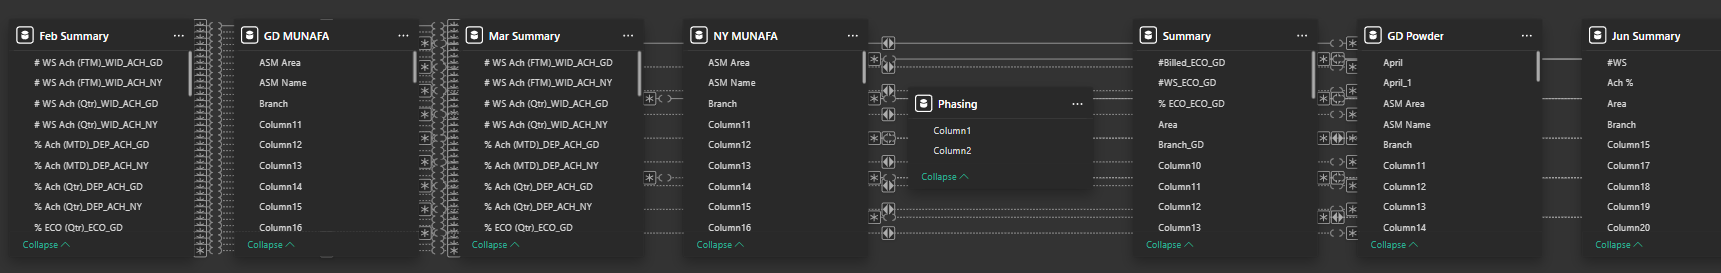 Feb Summary
# WS Ach (FTM)_WID_ACH_GD
# WS Ach (FTM)_WID_ACH_NY
# WS Ach (Qtr)_WID_ACH_GD
# WS Ach (Qtr)_WID_ACH_NY
% Ach (MTD)_DEP_ACH_GD
% Ach (MTD)_DEP_ACH_NY
% Ach (Qtr)_DEP_ACH_GD
% Ach (Qtr)_DEP_ACH_NY
% ECO (Qtr)_ECO_GD
Collapse
GD MUNAFA
ASM Area
ASM Name
Branch
Column11
Column12
Column13
Column14
Column15
Column16
Collapse
Mar Summary
# WS Ach (FTM)_WID_ACH_GD
# WS Ach (FTM)_WID_ACH_NY
# WS Ach (Qtr)_WID_ACH_GD
# WS Ach (Qtr)_WID_ACH_NY
% Ach (MTD)_DEP_ACH_GD
% Ach (MTD)_DEP_ACH_NY
% Ach (Qtr)_DEP_ACH_GD
% Ach (Qtr)_DEP_ACH_NY
% ECO (Qtr)_ECO_GD
Collapse
NY MUNAFA
ASM Area
ASM Name
Branch
Column11
Column12
Column13
Column14
Column15
Column16
Collapse
Phasing
Column1
Column2
Collapse
Summary
#Billed_ECO_GD
#WS_ECO_GD
% ECO_ECO_GD
Area
Branch_GD
Column10
Column11
Column12
Column13
Collapse
GD Powder
April
April_1
ASM Area
ASM Name
Branch
Column11
Column12
Column13
Column14
Collapse
Jun Summary
#WS
Ach %
Area
Branch
Column15
Column17
Column18
Column19
Column20
Collapse